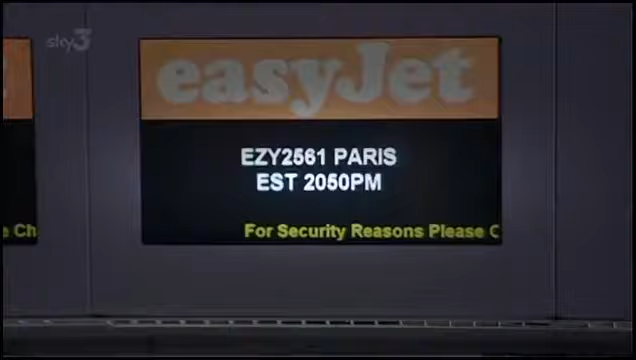 sky3
easyJet
EZY2561 PARIS
EST 2050PM
e Ch
For Security Reasons Please C